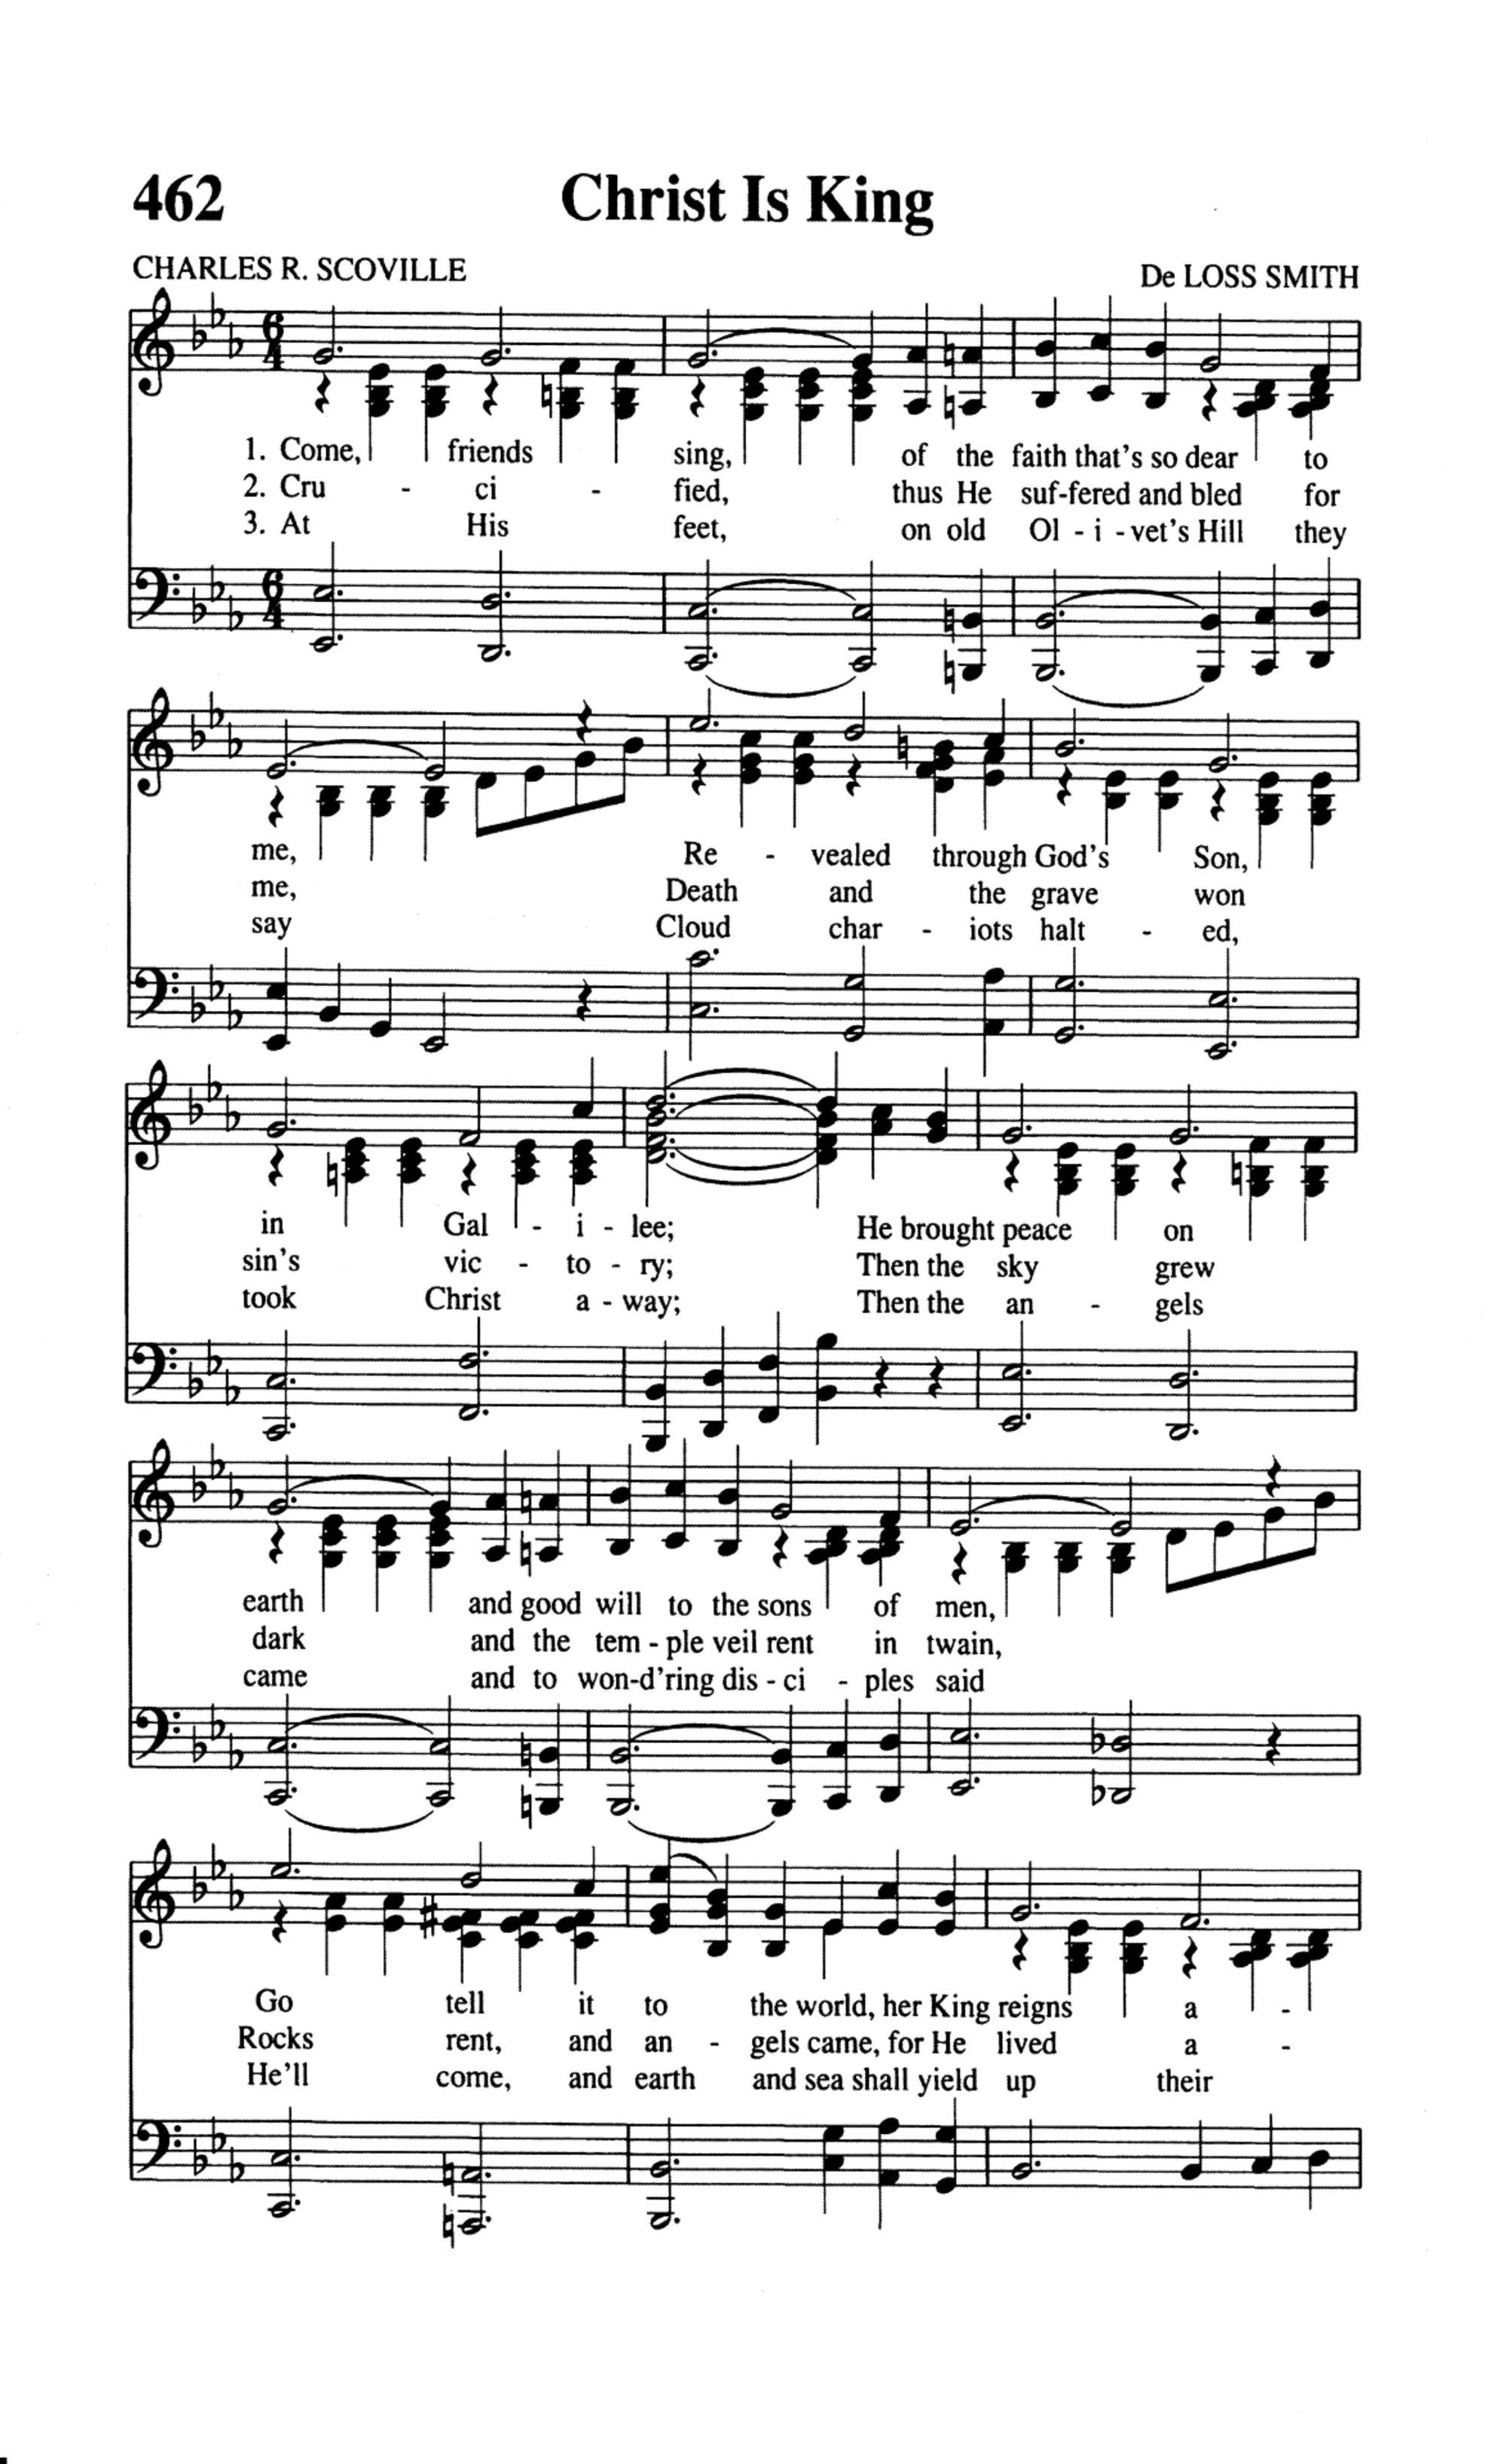 462 Christ Is King
CHARLES R. SCOVILLE De LOSS SMITH
1. Come, friends sing, of the faith that's so dear to
2. Cru - ci - fied, thus He suf-fered and bled for
3. At His feet, on old Ol - i - vet's Hill they
me, Re - vealed through God's Son,
me, Death and the grave won
say Cloud char - iots halt - ed,
in Gal - i - lee; He brought peace on
sin's vic - to - ry; Then the sky grew
took Christ a - way; Then the an - gels
earth and good will to the sons of men,
dark and the tem - ple veil rent in twain,
came and to won-d'ring dis - ci - ples said
Go tell it to the world, her King reigns a -
Rocks rent, and an - gels came, for He lived a -
He'll come, and earth and sea shall yield up their